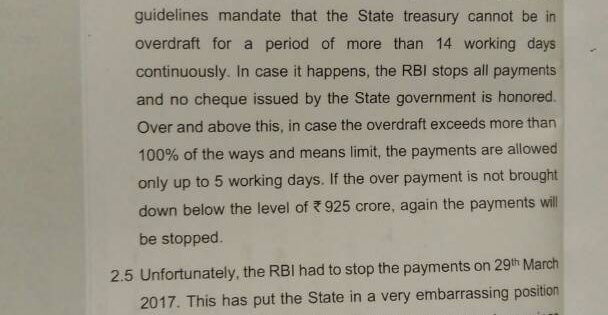 guidelines mandate that the State treasury cannot be in
overdraft for a period of more than 14 working days
continuously. In case it happens, the RBI stops all payments
and no cheque issued by the State government is honored.
Over and above this, in case the overdraft exceeds more than
100% of the ways and means limit, the payments are allowed
only up to 5 working days. If the over payment is not brought
down below the level of ₹ 925 crore, again the payments will
be stopped.
2.5 Unfortunately, the RBI had to stop the payments on 29th March
2017. This has put the State in a very embarrassing position